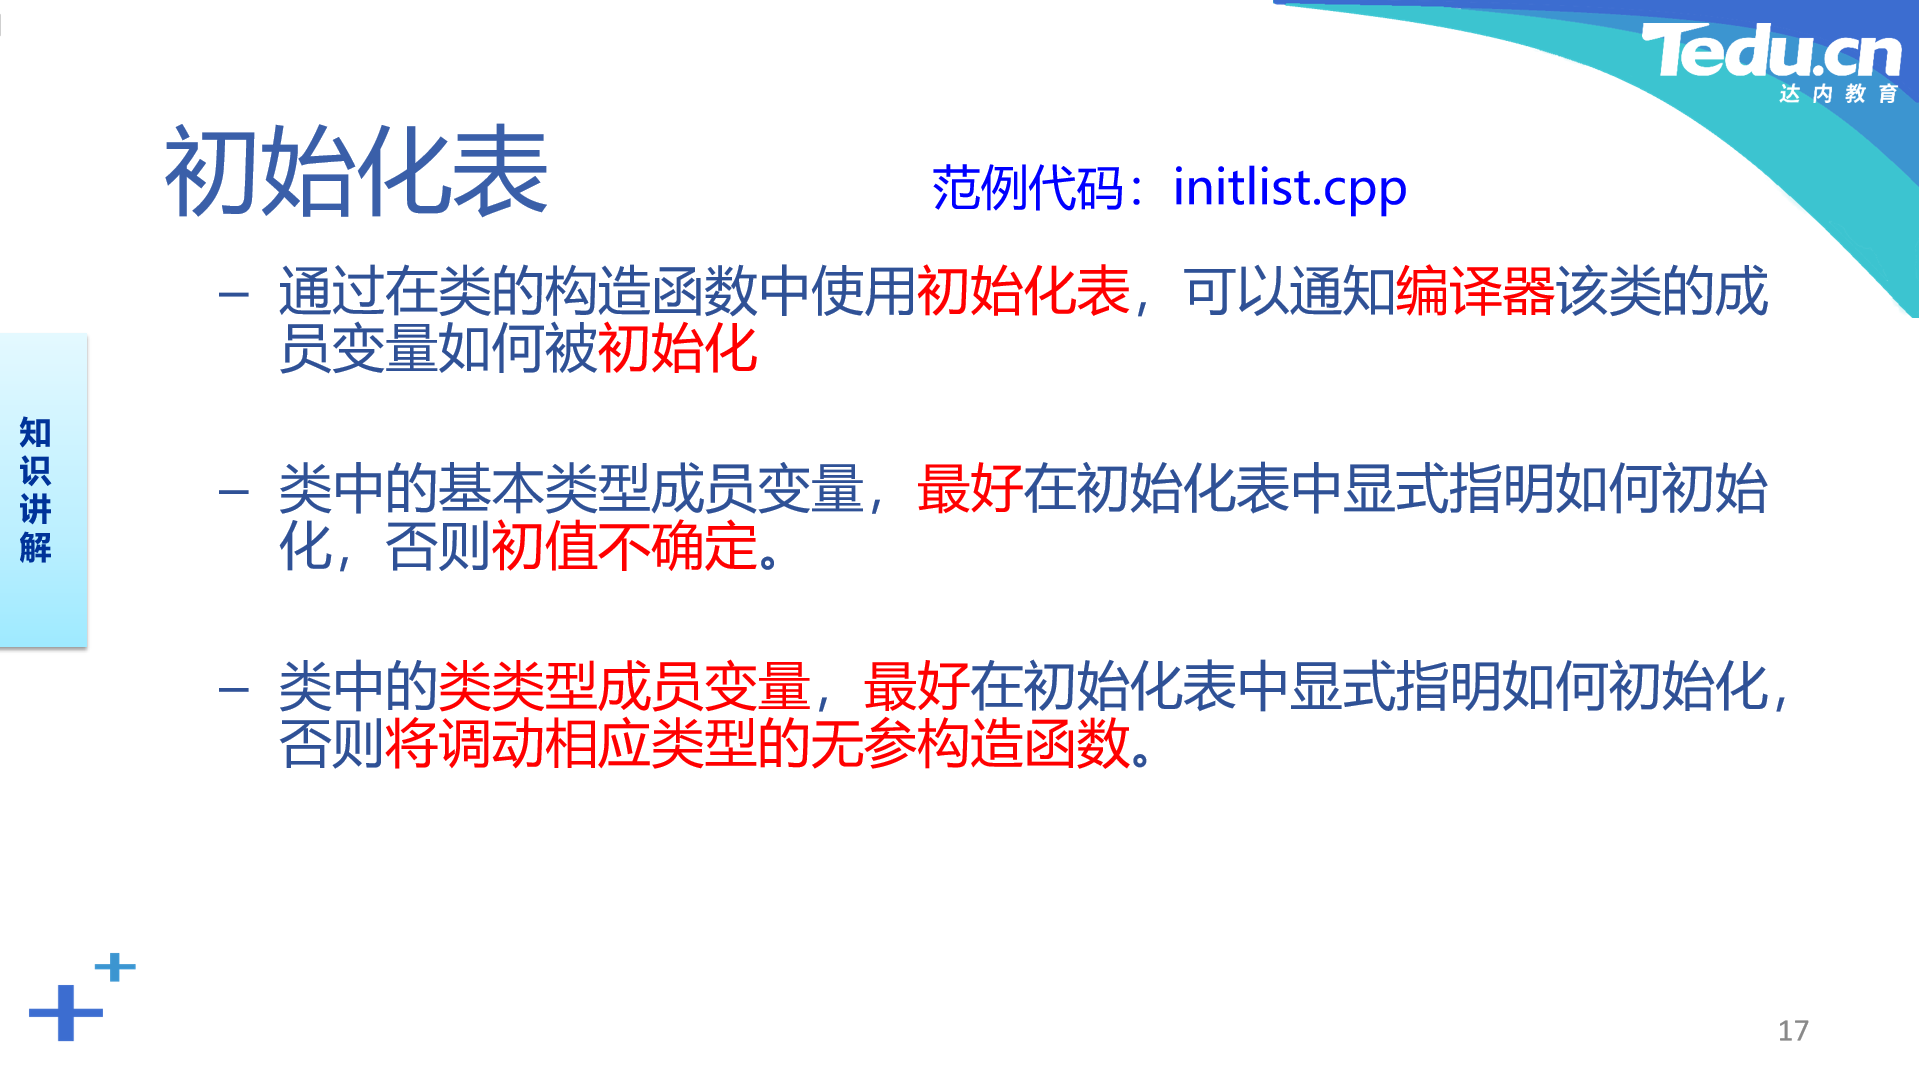 Tedu.cn
达内教育
初始化表
范例代码：initlist.cpp
– 通过在类的构造函数中使用初始化表，可以通知编译器该类的成
员变量如何被初始化
– 类中的基本类型成员变量，最好在初始化表中显式指明如何初始
化，否则初值不确定。
– 类中的类类型成员变量，最好在初始化表中显式指明如何初始化，
否则将调动相应类型的无参构造函数。
知
识
讲
解
17